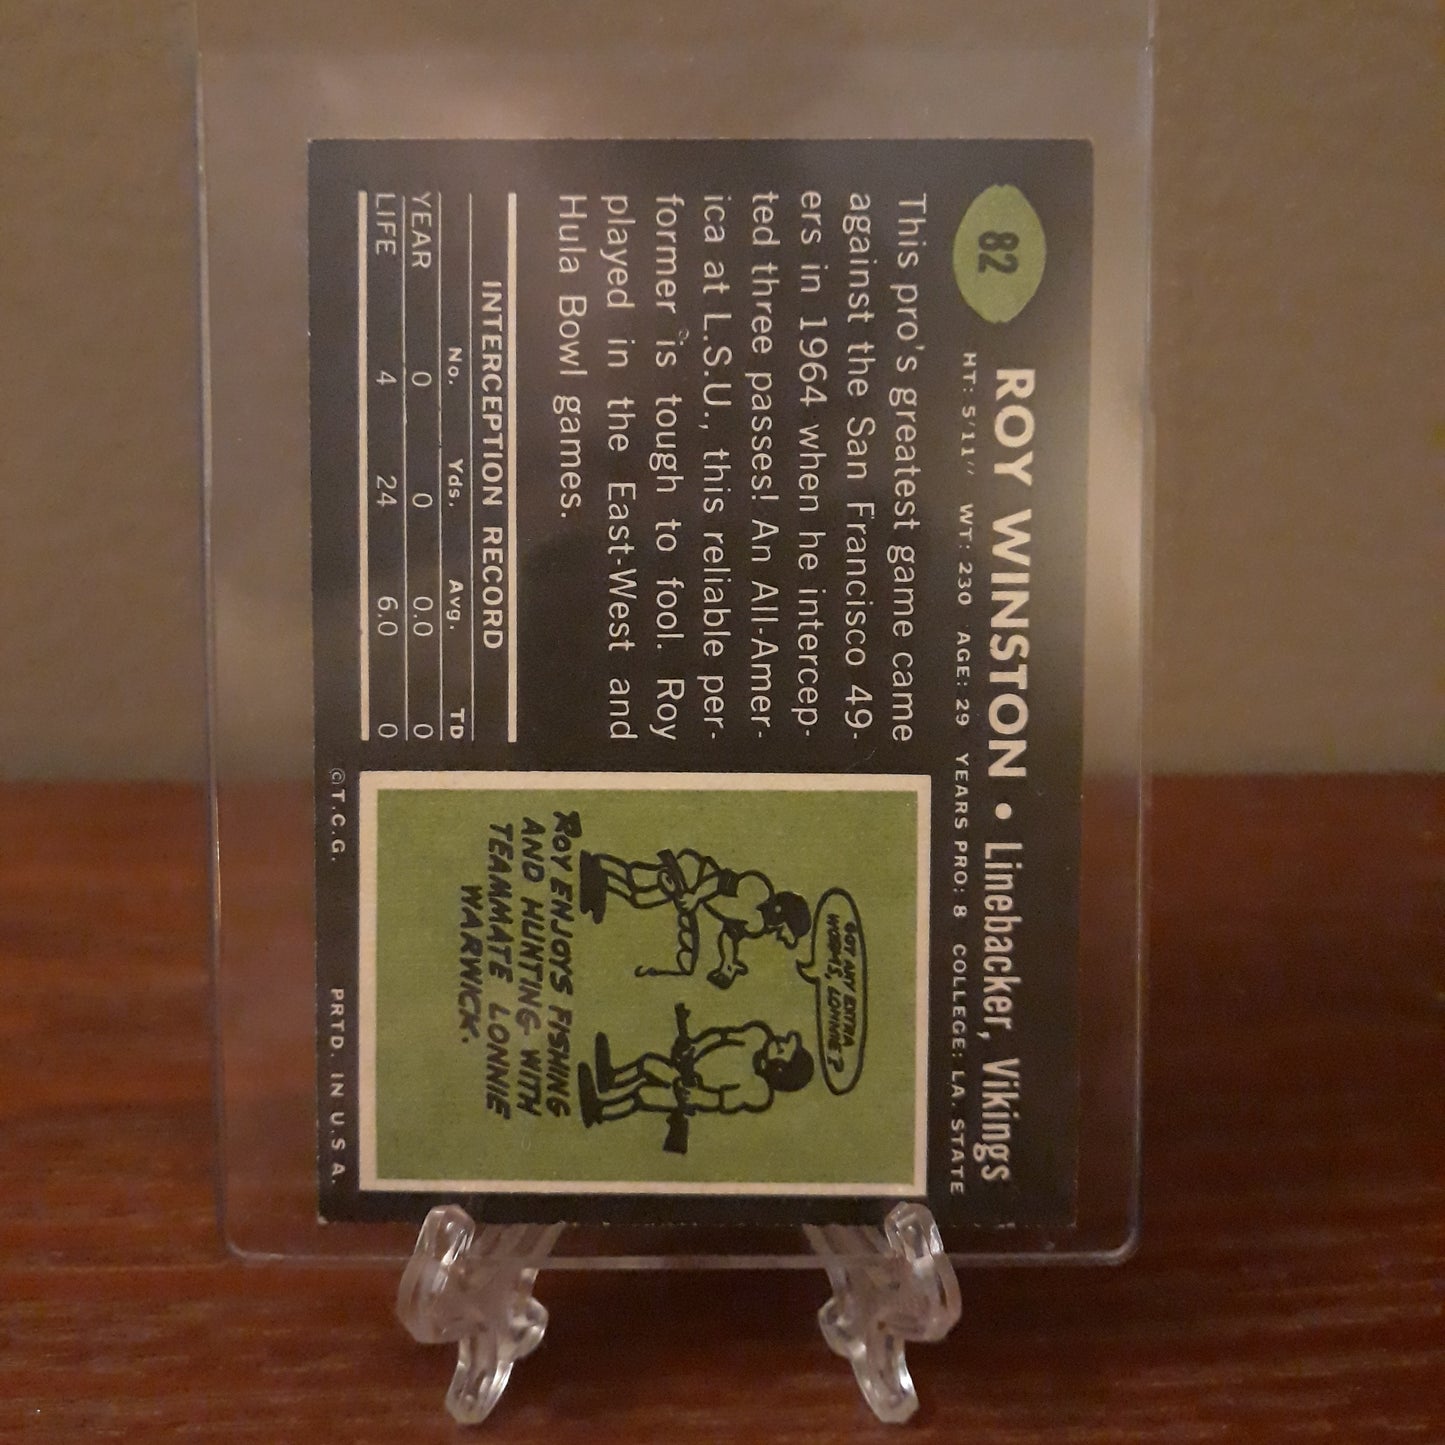 82
ROY WINSTON • Linebacker, Vikings
HT: 5'11" WT: 230 AGE: 29 YEARS PRO: 8 COLLEGE: LA. STATE
This pro's greatest game came
against the San Francisco 49-
ers in 1964 when he intercep-
ted three passes! An All-Amer-
ica at L.S.U., this reliable per-
former is tough to fool. Roy
played in the East-West and
Hula Bowl games.
INTERCEPTION RECORD
No. Yds. Avg. TD
YEAR 0 0 0.0 0
LIFE 4 24 6.0 0
GOT ANY EXTRA
WORMS, LONNIE?
ROY ENJOYS FISHING
AND HUNTING WITH
TEAMMATE LONNIE
WARWICK.
©T.C.G. PRTD. IN U.S.A.